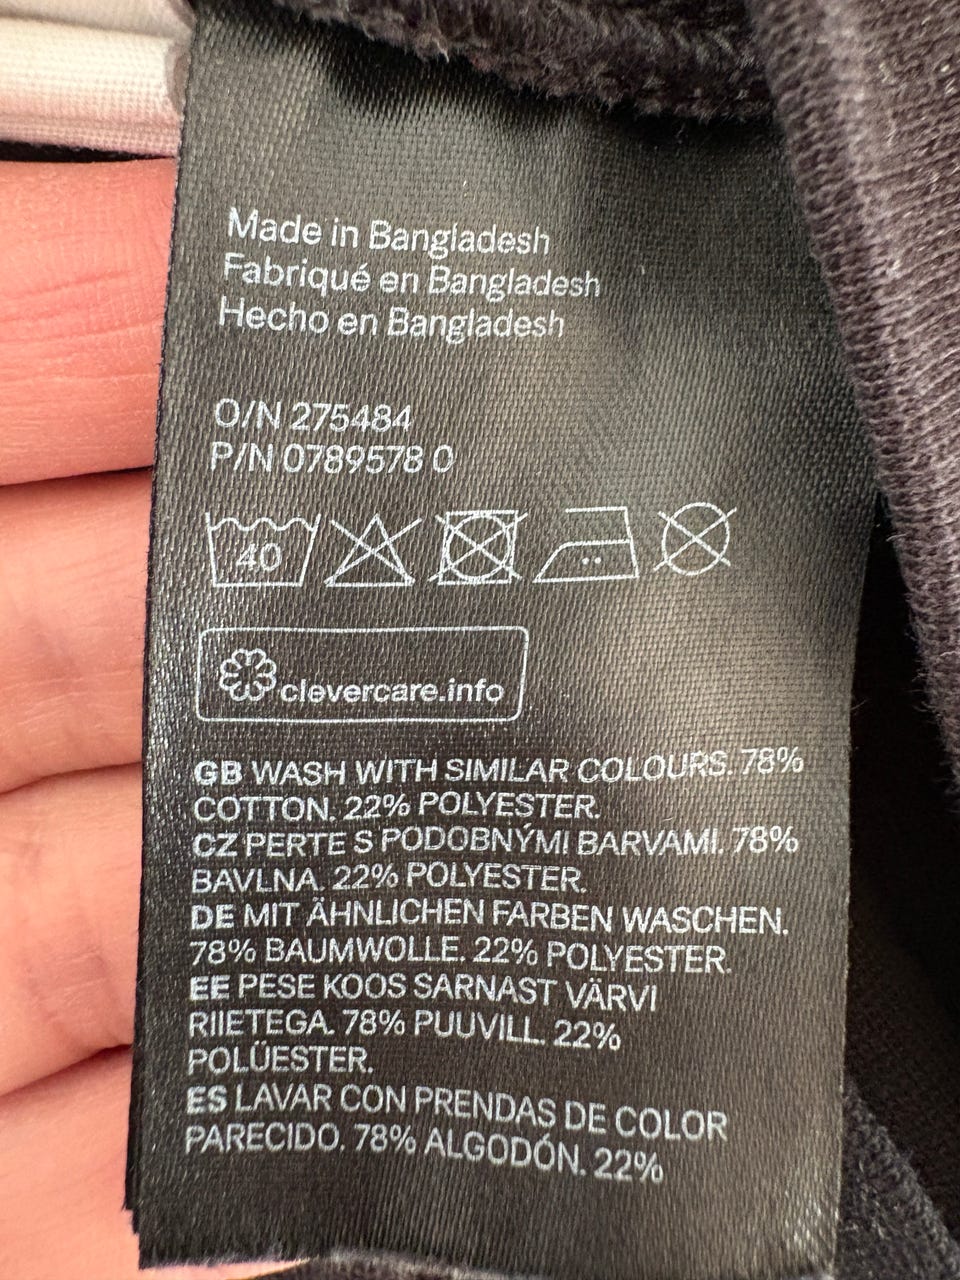 Made in Bangladesh
Fabriqué en Bangladesh
Hecho en Bangladesh
O/N 275484
P/N 0789578 0
40
clevercare.info
GB WASH WITH SIMILAR COLOURS. 78%
COTTON. 22% POLYESTER.
CZ PERTE S PODOBNÝMI BARVAMI. 78%
BAVLNA. 22% POLYESTER.
DE MIT ÄHNLICHEN FARBEN WASCHEN.
78% BAUMWOLLE. 22% POLYESTER.
EE PESE KOOS SARNAST VÄRVI
RIIETEGA. 78% PUUVILL. 22%
POLÜESTER.
ES LAVAR CON PRENDAS DE COLOR
PARECIDO. 78% ALGODÓN. 22%